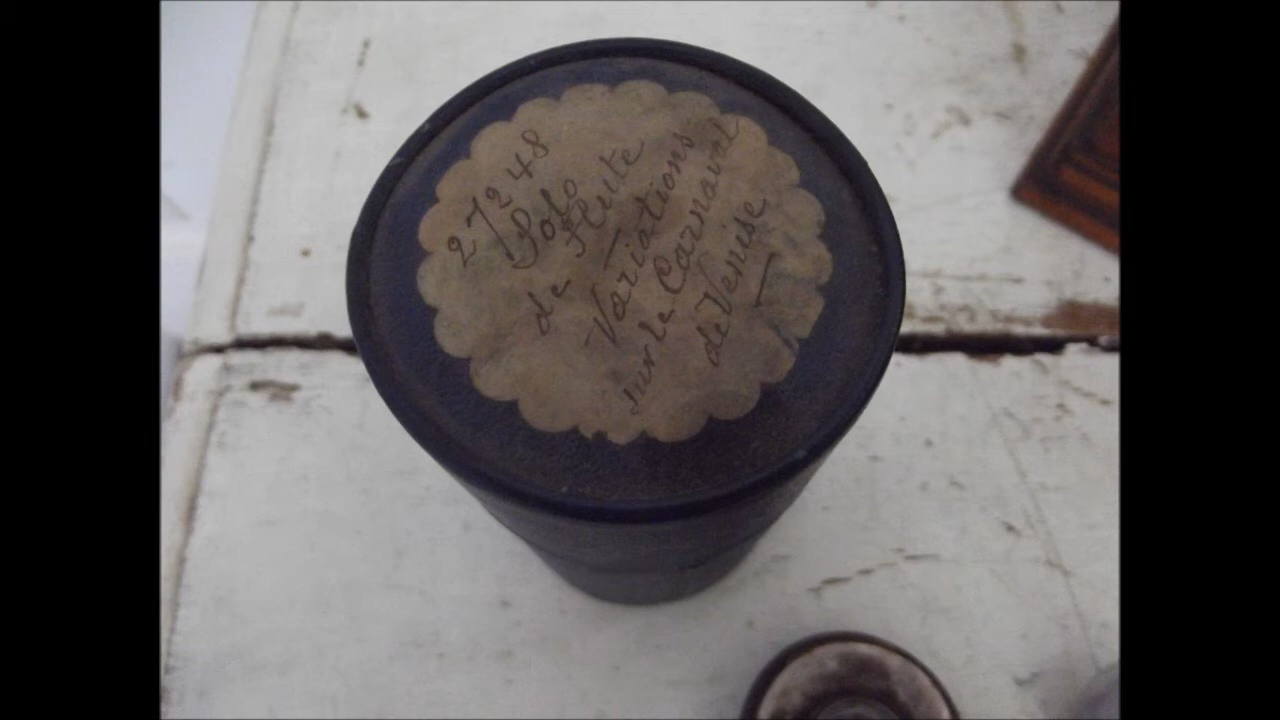 27248
Solo
de Flute
Variations
sur le Carnaval
de Venise